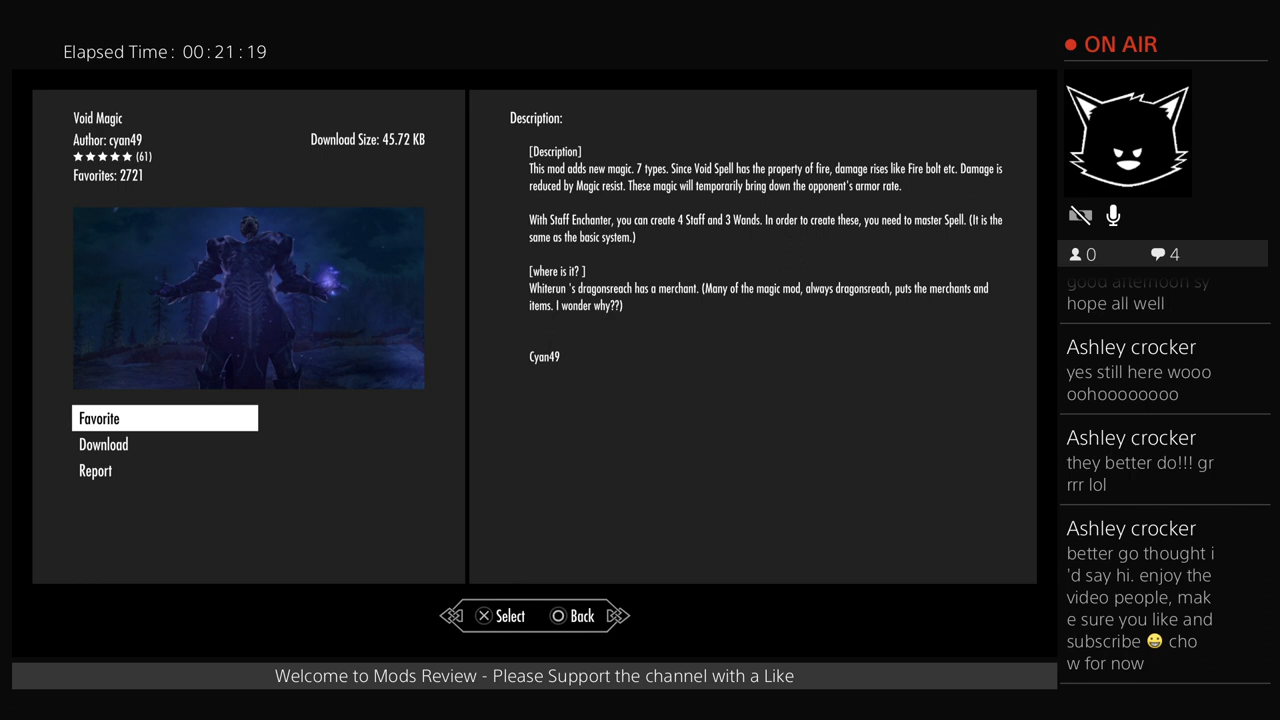 Elapsed Time: 00:21:19
ON AIR
Void Magic
Author: cyan49
Download Size: 45.72 KB
★★★★★ (61)
Favorites: 2721
Favorite
Download
Report
Description:
[Description]
This mod adds new magic. 7 types. Since Void Spell has the property of fire, damage rises like Fire bolt etc. Damage is
reduced by Magic resist. These magic will temporarily bring down the opponent's armor rate.
With Staff Enchanter, you can create 4 Staff and 3 Wands. In order to create these, you need to master Spell. (It is the
same as the basic system.)
[where is it? ]
Whiterun 's dragonsreach has a merchant. (Many of the magic mod, always dragonsreach, puts the merchants and
items. I wonder why??)
Cyan49
Select Back
Welcome to Mods Review - Please Support the channel with a Like
0 4
good afternoon sy
hope all well
Ashley crocker
yes still here wooo
oohoooooooo
Ashley crocker
they better do!!! gr
rrr lol
Ashley crocker
better go thought i
'd say hi. enjoy the
video people, mak
e sure you like and
subscribe 😀 cho
w for now